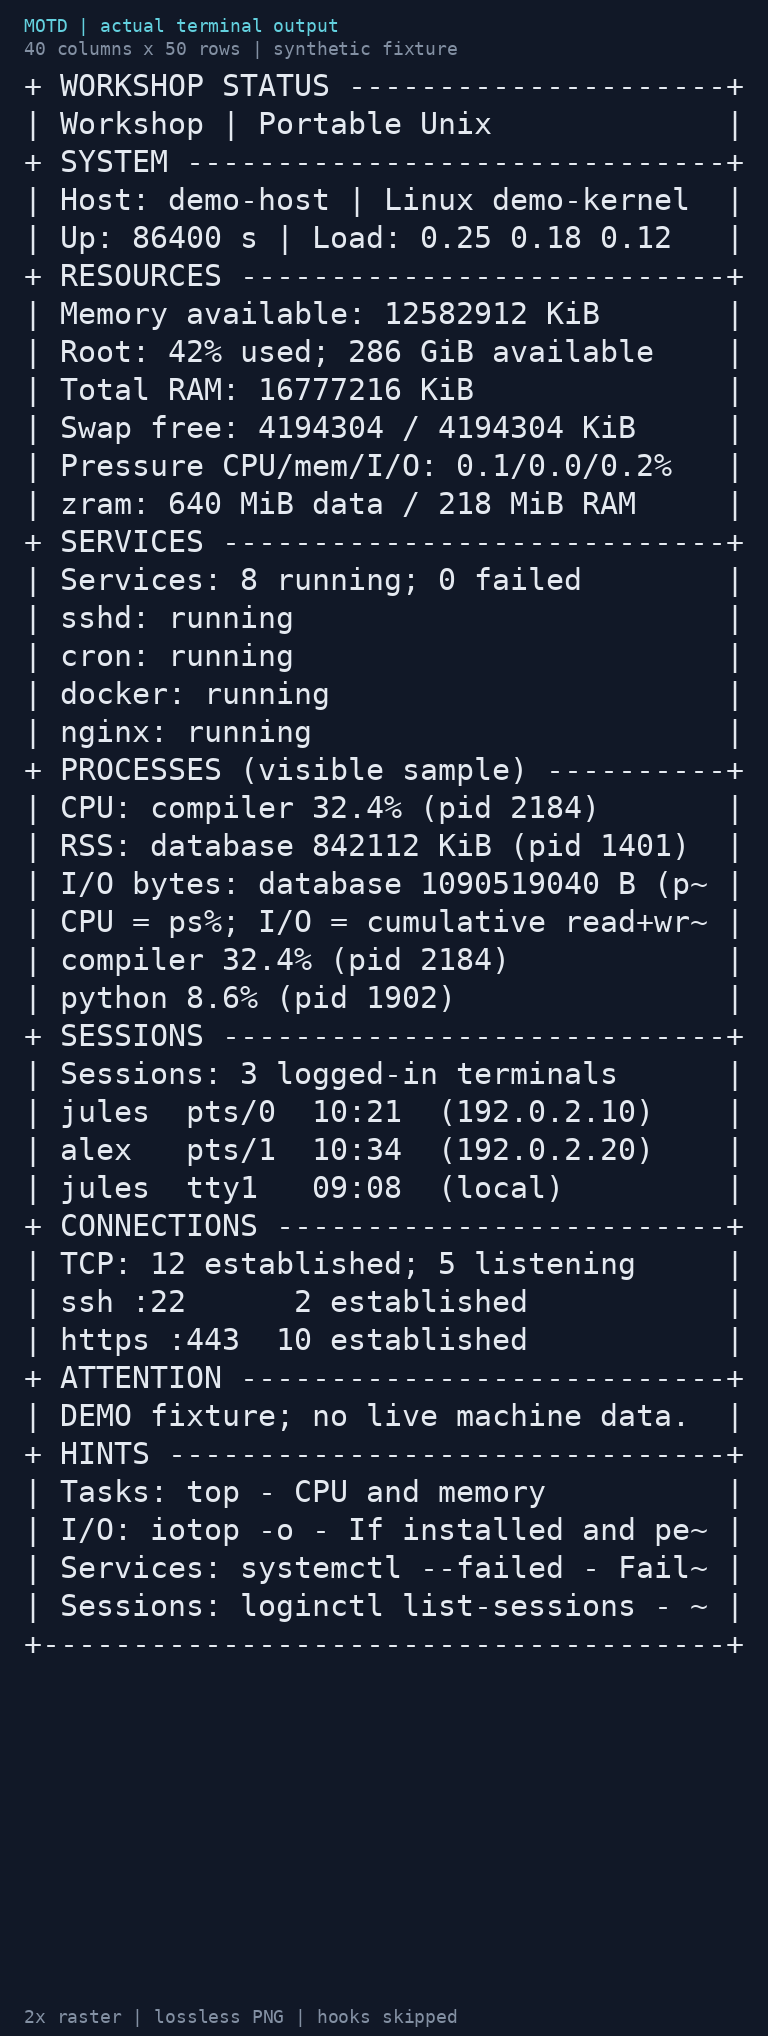 MOTD | actual terminal output
40 columns x 50 rows | synthetic fixture
+ WORKSHOP STATUS ---------------------+
| Workshop | Portable Unix             |
+ SYSTEM ------------------------------+
| Host: demo-host | Linux demo-kernel  |
| Up: 86400 s | Load: 0.25 0.18 0.12   |
+ RESOURCES ---------------------------+
| Memory available: 12582912 KiB       |
| Root: 42% used; 286 GiB available    |
| Total RAM: 16777216 KiB              |
| Swap free: 4194304 / 4194304 KiB     |
| Pressure CPU/mem/I/O: 0.1/0.0/0.2%   |
| zram: 640 MiB data / 218 MiB RAM     |
+ SERVICES ----------------------------+
| Services: 8 running; 0 failed        |
| sshd: running                        |
| cron: running                        |
| docker: running                      |
| nginx: running                       |
+ PROCESSES (visible sample) ----------+
| CPU: compiler 32.4% (pid 2184)       |
| RSS: database 842112 KiB (pid 1401)  |
| I/O bytes: database 1090519040 B (p~ |
| CPU = ps%; I/O = cumulative read+wr~ |
| compiler 32.4% (pid 2184)            |
| python 8.6% (pid 1902)               |
+ SESSIONS ----------------------------+
| Sessions: 3 logged-in terminals      |
| jules  pts/0  10:21  (192.0.2.10)    |
| alex   pts/1  10:34  (192.0.2.20)    |
| jules  tty1   09:08  (local)         |
+ CONNECTIONS -------------------------+
| TCP: 12 established; 5 listening     |
| ssh :22      2 established           |
| https :443  10 established           |
+ ATTENTION ---------------------------+
| DEMO fixture; no live machine data.  |
+ HINTS -------------------------------+
| Tasks: top - CPU and memory          |
| I/O: iotop -o - If installed and pe~ |
| Services: systemctl --failed - Fail~ |
| Sessions: loginctl list-sessions - ~ |
+--------------------------------------+
2x raster | lossless PNG | hooks skipped